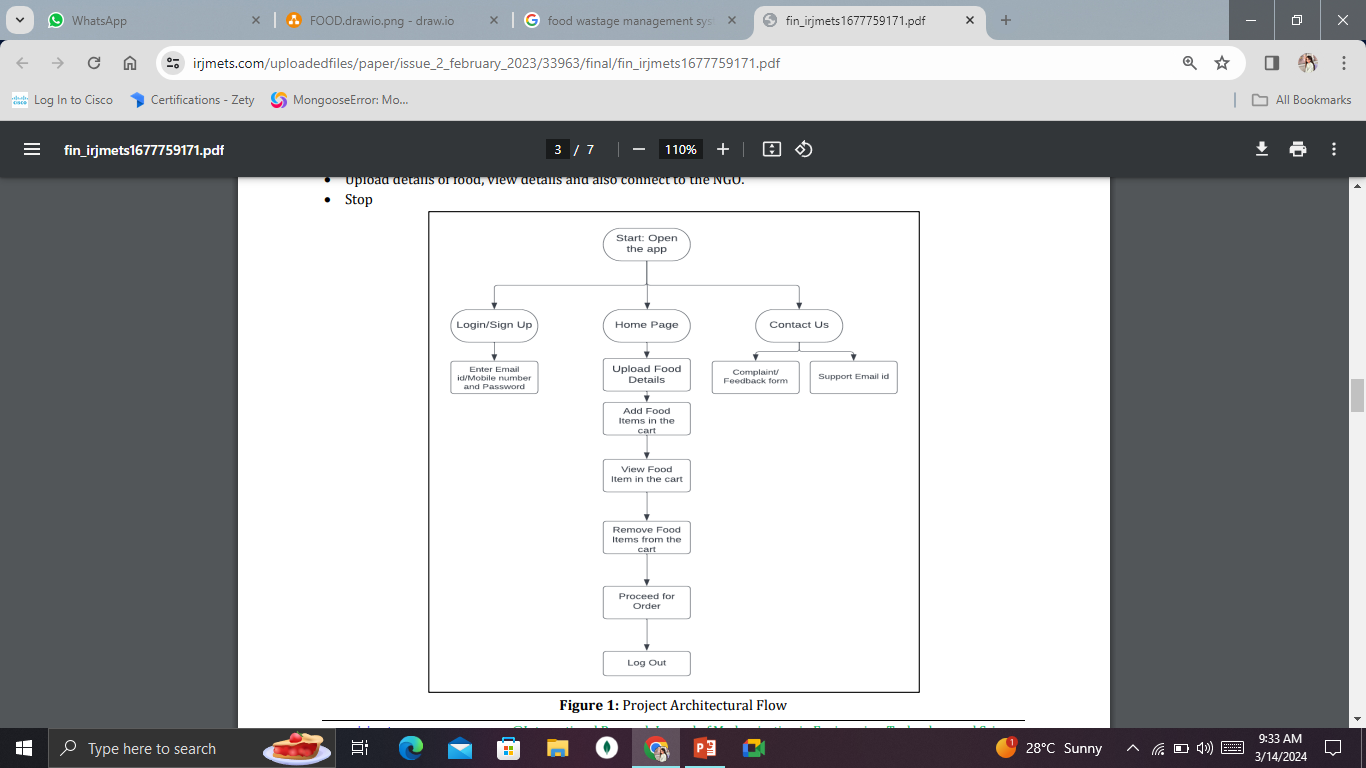 WhatsApp
FOOD.drawio.png - draw.io
food wastage management sys
fin_irjmets1677759171.pdf
irjmets.com/uploadedfiles/paper/issue_2_february_2023/33963/final/fin_irjmets1677759171.pdf
Log In to Cisco
Certifications - Zety
MongooseError: Mo...
All Bookmarks
fin_irjmets1677759171.pdf
3 / 7
110%
• Upload details of food, view details and also connect to the NGO.
• Stop
Start: Open
the app
Login/Sign Up
Home Page
Contact Us
Enter Email
id/Mobile number
and Password
Upload Food
Details
Complaint/
Feedback form
Support Email id
Add Food
Items in the
cart
View Food
Item in the cart
Remove Food
Items from the
cart
Proceed for
Order
Log Out
Figure 1: Project Architectural Flow
Type here to search
1
28°C Sunny
9:33 AM
3/14/2024